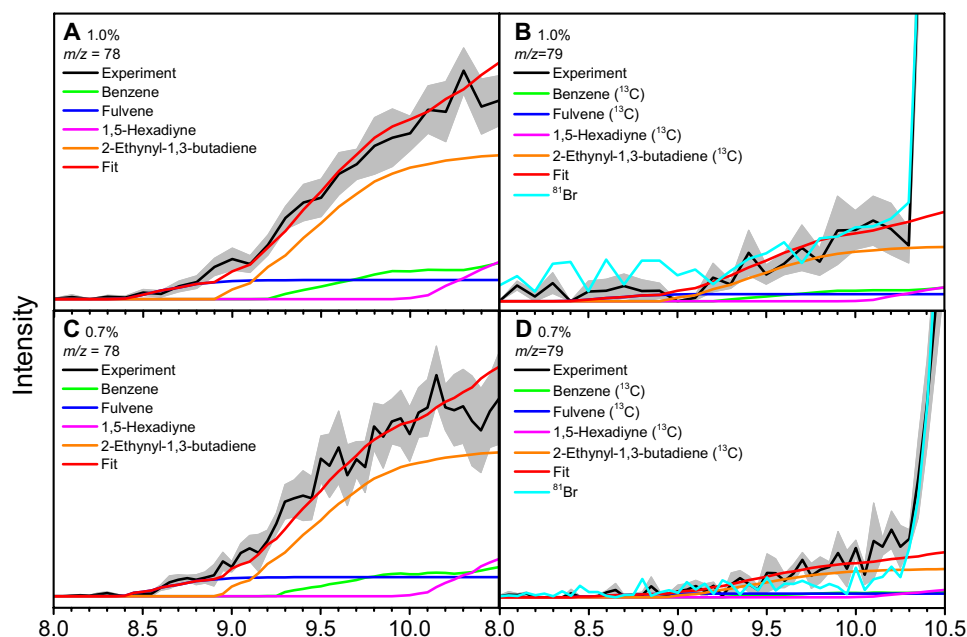 A 1.0%
m/z = 78
Experiment
Benzene
Fulvene
1,5-Hexadiyne
2-Ethynyl-1,3-butadiene
Fit
B 1.0%
m/z=79
Experiment
Benzene (¹³C)
Fulvene (¹³C)
1,5-Hexadiyne (¹³C)
2-Ethynyl-1,3-butadiene (¹³C)
Fit
⁸¹Br
C 0.7%
m/z = 78
Experiment
Benzene
Fulvene
1,5-Hexadiyne
2-Ethynyl-1,3-butadiene
Fit
D 0.7%
m/z=79
Experiment
Benzene (¹³C)
Fulvene (¹³C)
1,5-Hexadiyne (¹³C)
2-Ethynyl-1,3-butadiene (¹³C)
Fit
⁸¹Br
Intensity
8.0 8.5 9.0 9.5 10.0 8.0 8.5 9.0 9.5 10.0 10.5